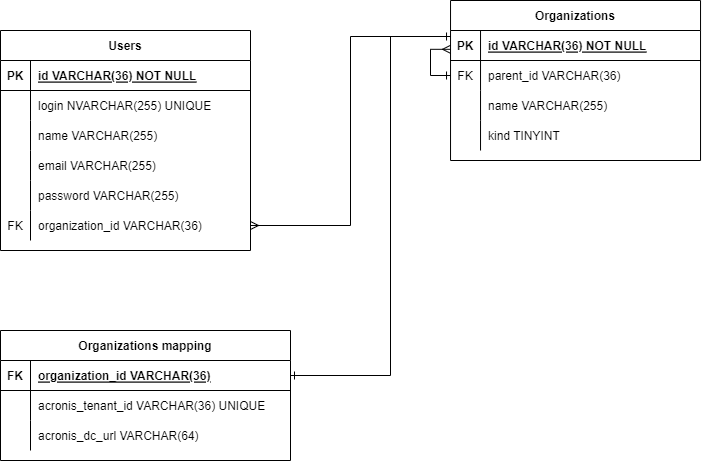 Users
PK id VARCHAR(36) NOT NULL
login NVARCHAR(255) UNIQUE
name VARCHAR(255)
email VARCHAR(255)
password VARCHAR(255)
FK organization_id VARCHAR(36)
Organizations
PK id VARCHAR(36) NOT NULL
FK parent_id VARCHAR(36)
name VARCHAR(255)
kind TINYINT
Organizations mapping
FK organization_id VARCHAR(36)
acronis_tenant_id VARCHAR(36) UNIQUE
acronis_dc_url VARCHAR(64)